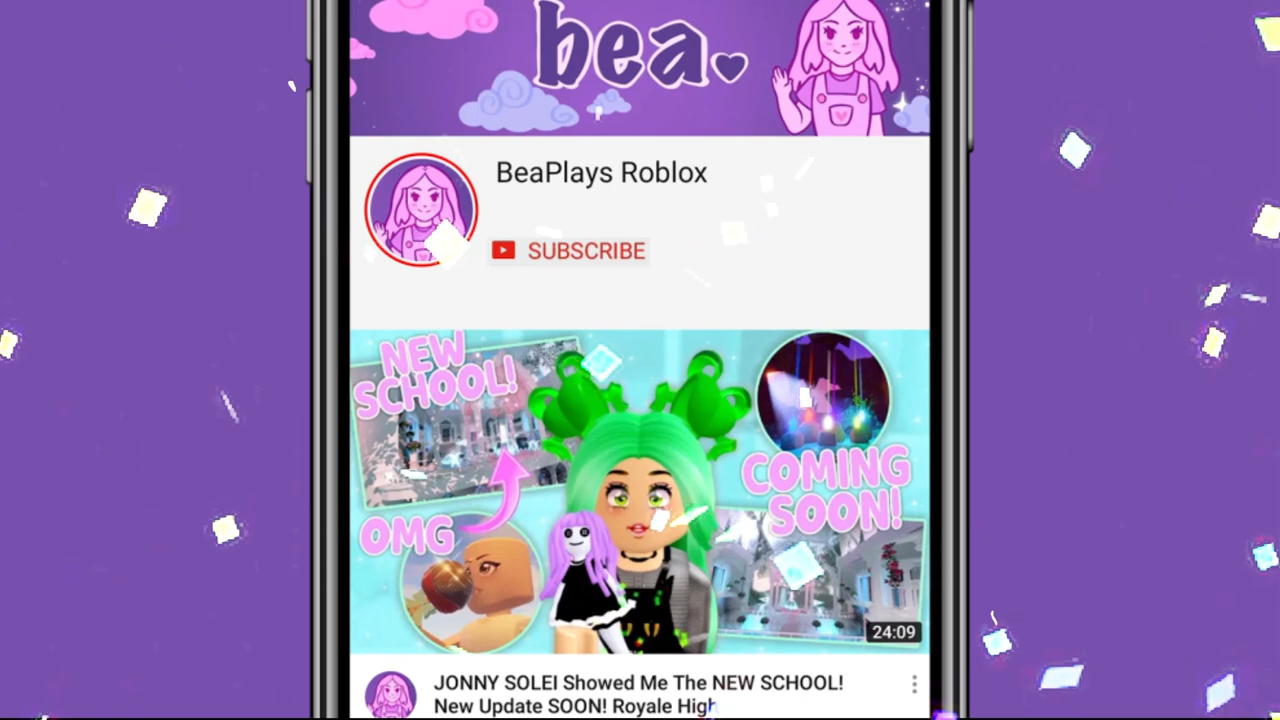 bea
BeaPlays Roblox
SUBSCRIBE
NEW
SCHOOL!
OMG
COMING
SOON!
24:09
JONNY SOLEI Showed Me The NEW SCHOOL!
New Update SOON! Royale High